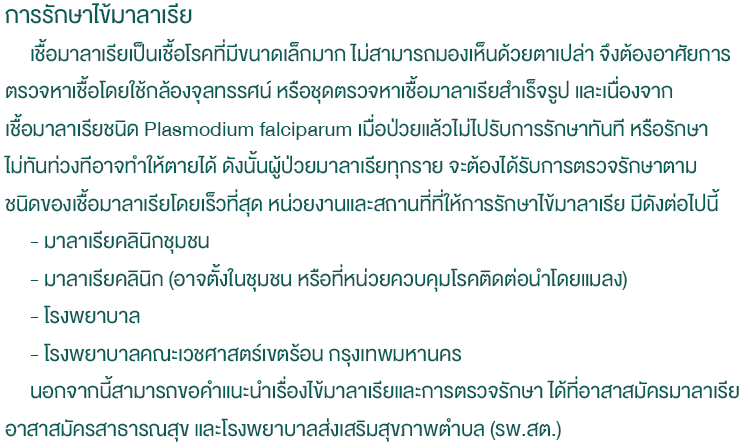 การรักษาไข้มาลาเรีย
เชื้อมาลาเรียเป็นเชื้อโรคที่มีขนาดเล็กมาก ไม่สามารถมองเห็นด้วยตาเปล่า จึงต้องอาศัยการ
ตรวจหาเชื้อโดยใช้กล้องจุลทรรศน์ หรือชุดตรวจหาเชื้อมาลาเรียสำเร็จรูป และเนื่องจาก
เชื้อมาลาเรียชนิด Plasmodium falciparum เมื่อป่วยแล้วไม่ไปรับการรักษาทันที หรือรักษา
ไม่ทันท่วงทีอาจทำให้ตายได้ ดังนั้นผู้ป่วยมาลาเรียทุกราย จะต้องได้รับการตรวจรักษาตาม
ชนิดของเชื้อมาลาเรียโดยเร็วที่สุด หน่วยงานและสถานที่ที่ให้การรักษาไข้มาลาเรีย มีดังต่อไปนี้
- มาลาเรียคลินิกชุมชน
- มาลาเรียคลินิก (อาจตั้งในชุมชน หรือที่หน่วยควบคุมโรคติดต่อนำโดยแมลง)
- โรงพยาบาล
- โรงพยาบาลคณะเวชศาสตร์เขตร้อน กรุงเทพมหานคร
นอกจากนี้สามารถขอคำแนะนำเรื่องไข้มาลาเรียและการตรวจรักษา ได้ที่อาสาสมัครมาลาเรีย
อาสาสมัครสาธารณสุข และโรงพยาบาลส่งเสริมสุขภาพตำบล (รพ.สต.)